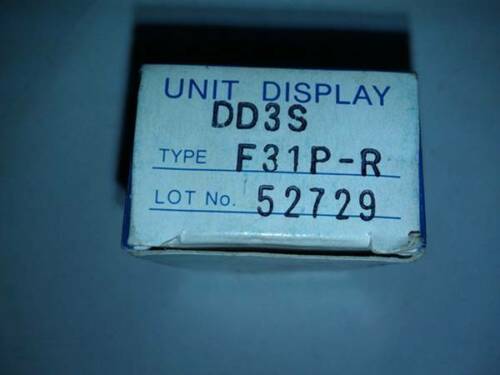 UNIT DISPLAY
DD3S
TYPE F31P-R
LOT No. 52729